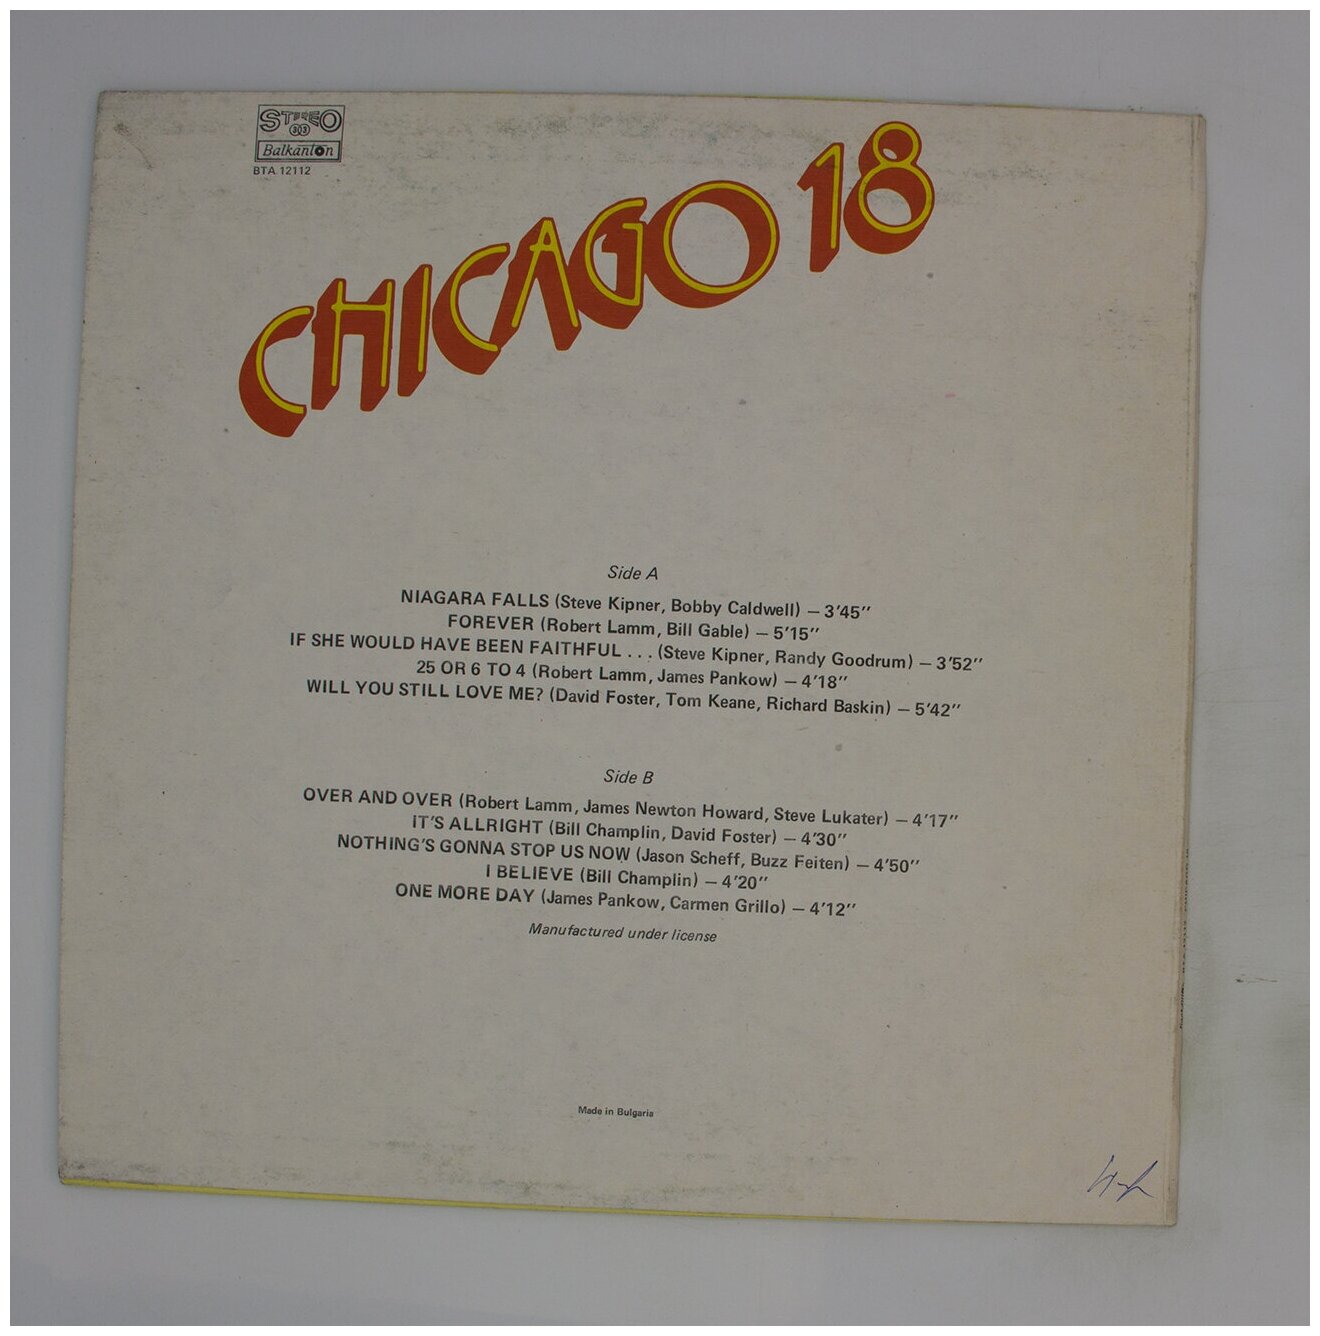 STEREO
303
Balkanton
BTA 12112
CHICAGO 18
Side A
NIAGARA FALLS (Steve Kipner, Bobby Caldwell) — 3'45''
FOREVER (Robert Lamm, Bill Gable) — 5'15''
IF SHE WOULD HAVE BEEN FAITHFUL . . . (Steve Kipner, Randy Goodrum) — 3'52''
25 OR 6 TO 4 (Robert Lamm, James Pankow) — 4'18''
WILL YOU STILL LOVE ME? (David Foster, Tom Keane, Richard Baskin) — 5'42''
Side B
OVER AND OVER (Robert Lamm, James Newton Howard, Steve Lukater) — 4'17''
IT'S ALLRIGHT (Bill Champlin, David Foster) — 4'30''
NOTHING'S GONNA STOP US NOW (Jason Scheff, Buzz Feiten) — 4'50''
I BELIEVE (Bill Champlin) — 4'20''
ONE MORE DAY (James Pankow, Carmen Grillo) — 4'12''
Manufactured under license
Made in Bulgaria